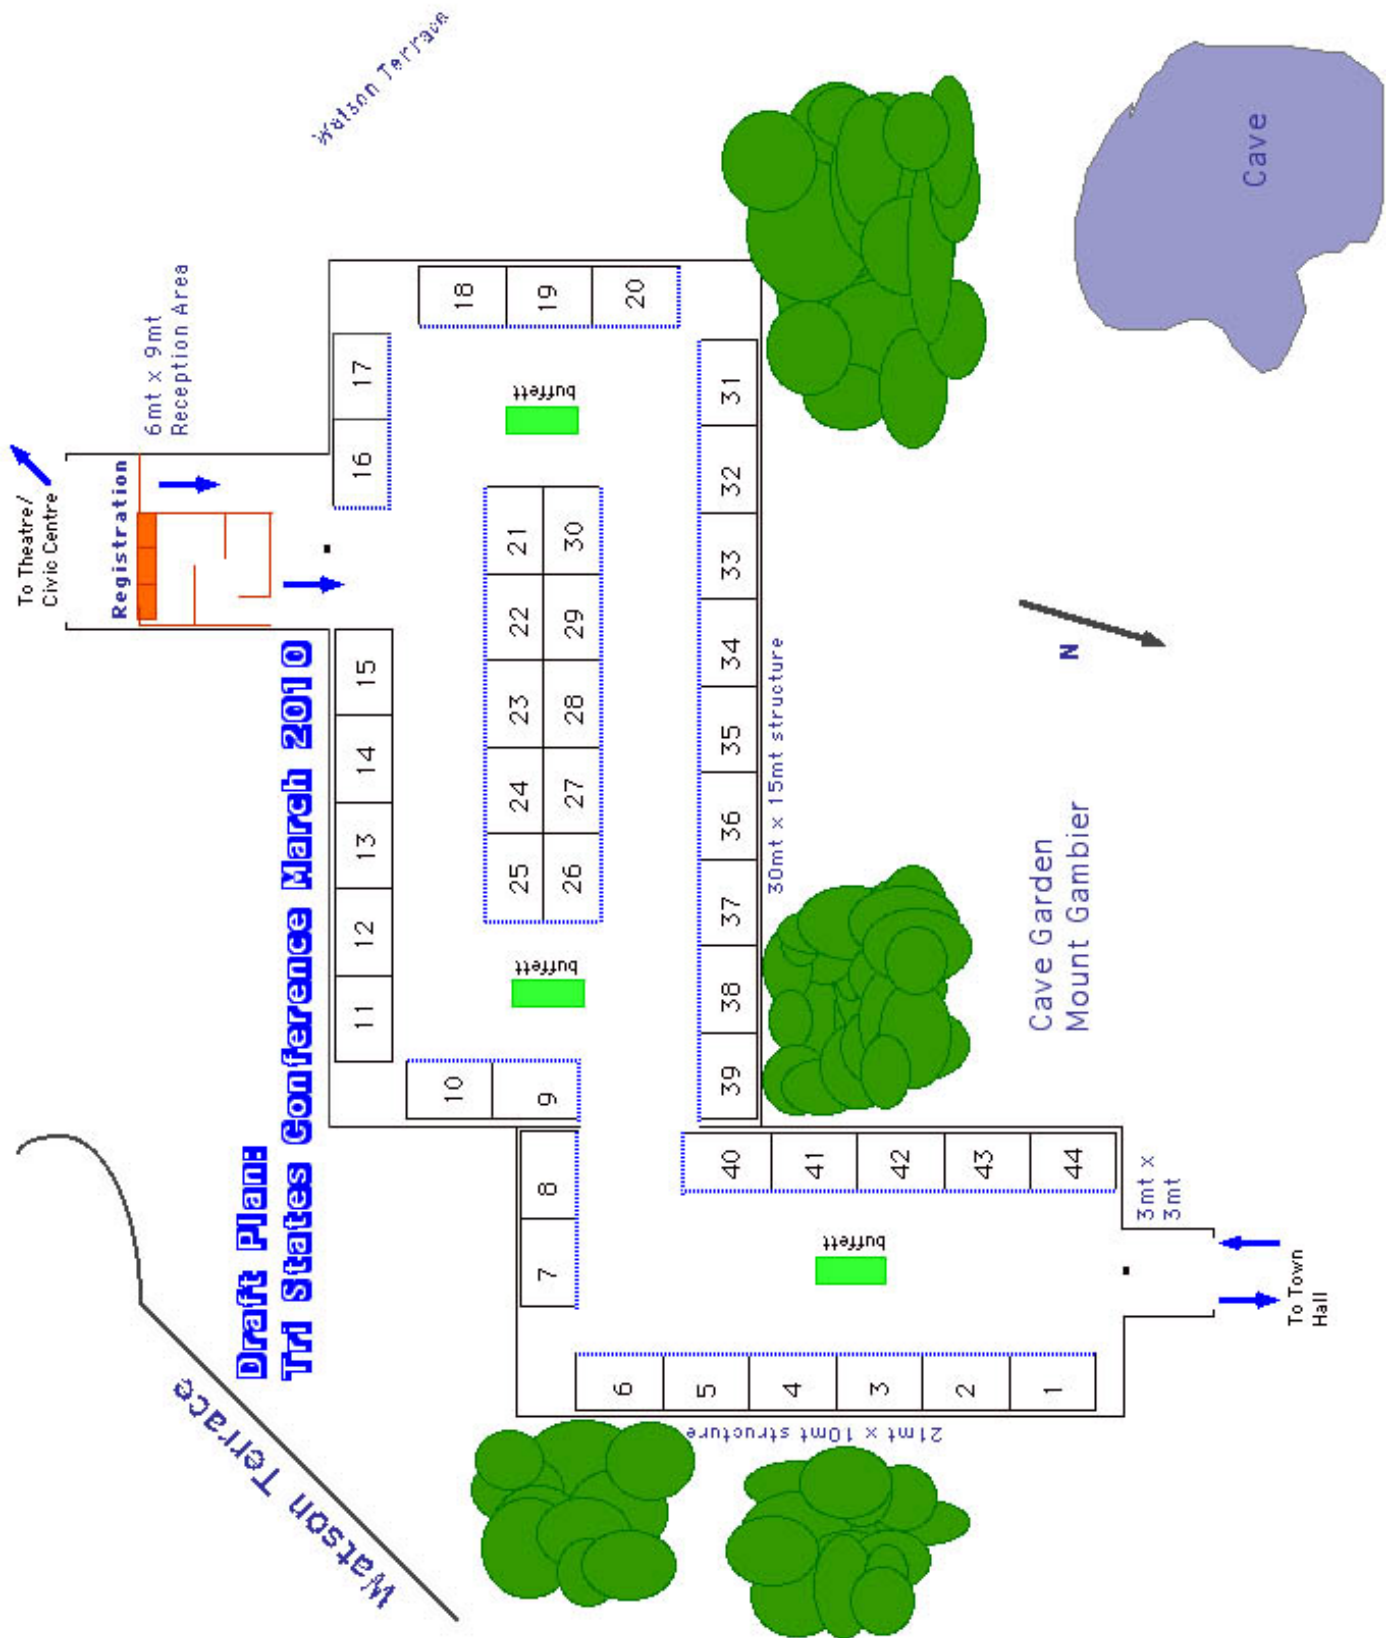 Draft Plan:
Tri States Conference March 2010
Watson Terrace
Watson Terrace
To Theatre/
Civic Centre
Registration
6mt x 9mt
Reception Area
18
19
20
17
16
15
14
13
12
11
10
9
8
7
6
5
4
3
2
1
21
22
23
24
25
30
29
28
27
26
31
32
33
34
35
36
37
38
39
40
41
42
43
44
buffett
buffett
buffett
30mt x 15mt structure
21mt x 10mt structure
3mt x
3mt
To Town
Hall
N
Cave Garden
Mount Gambier
Cave